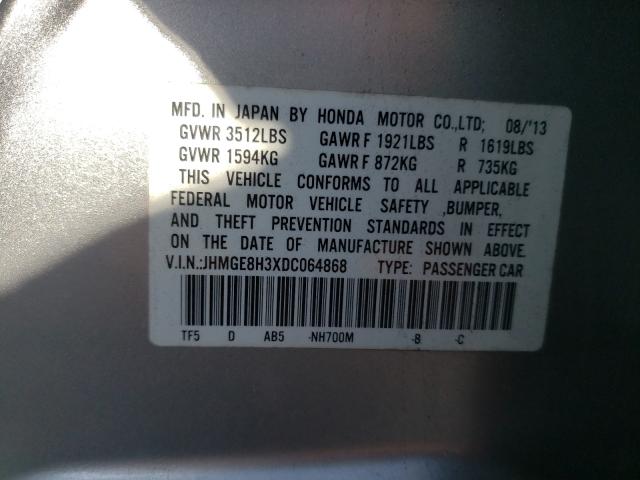 MFD. IN JAPAN BY HONDA MOTOR CO.,LTD; 08/'13
GVWR 3512LBS GAWR F 1921LBS R 1619LBS
GVWR 1594KG GAWR F 872KG R 735KG
THIS VEHICLE CONFORMS TO ALL APPLICABLE
FEDERAL MOTOR VEHICLE SAFETY ,BUMPER,
AND THEFT PREVENTION STANDARDS IN EFFECT
ON THE DATE OF MANUFACTURE SHOWN ABOVE.
V.I.N.:JHMGE8H3XDC064868 TYPE: PASSENGER CAR
TF5 D AB5 -NH700M -8 -C